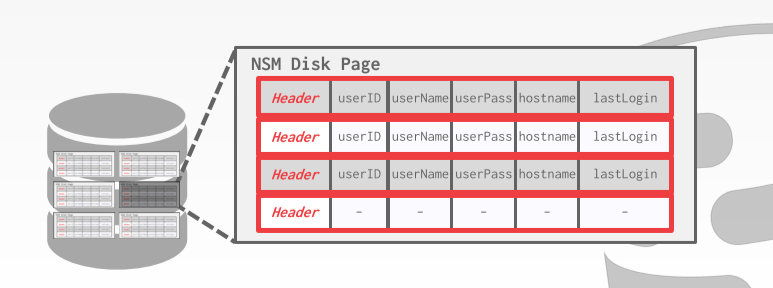 NSM Disk Page
Header userID userName userPass hostname lastLogin
Header userID userName userPass hostname lastLogin
Header userID userName userPass hostname lastLogin
Header - - - - -